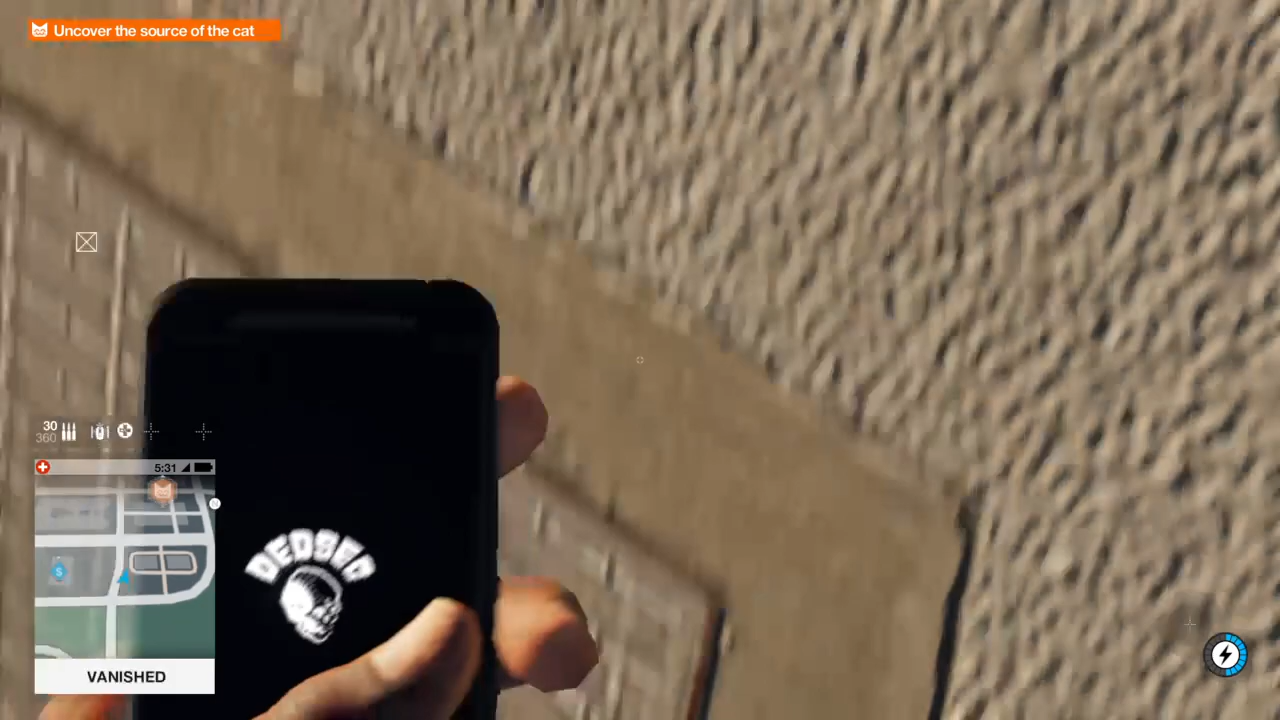 Uncover the source of the cat
30
360
5:31
S
DEDSEC
VANISHED